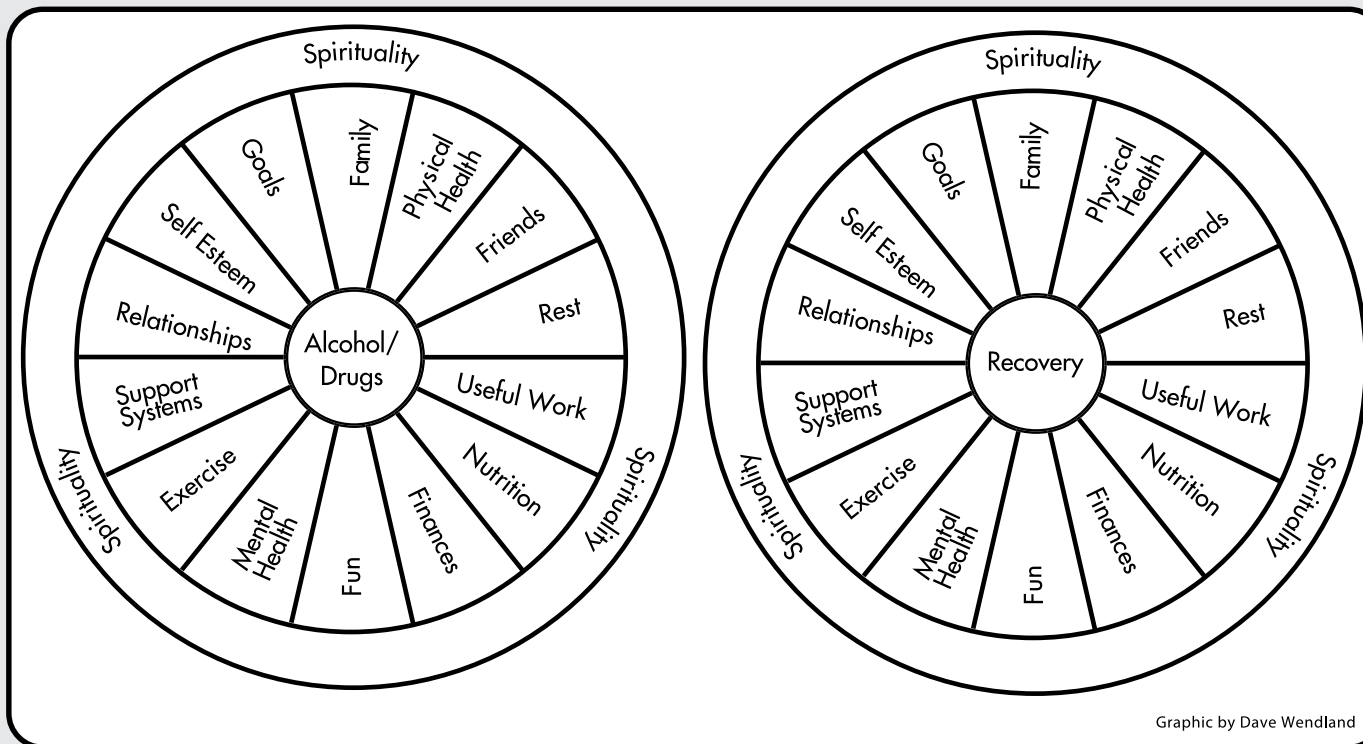 Spirituality
Goals
Family
Physical
Health
Friends
Rest
Useful Work
Nutrition
Finances
Fun
Mental
Health
Exercise
Support
Systems
Relationships
Self Esteem
Alcohol/
Drugs
Spirituality
Spirituality
Spirituality
Goals
Family
Physical
Health
Friends
Rest
Useful Work
Nutrition
Finances
Fun
Mental
Health
Exercise
Support
Systems
Relationships
Self Esteem
Recovery
Spirituality
Spirituality
Graphic by Dave Wendland